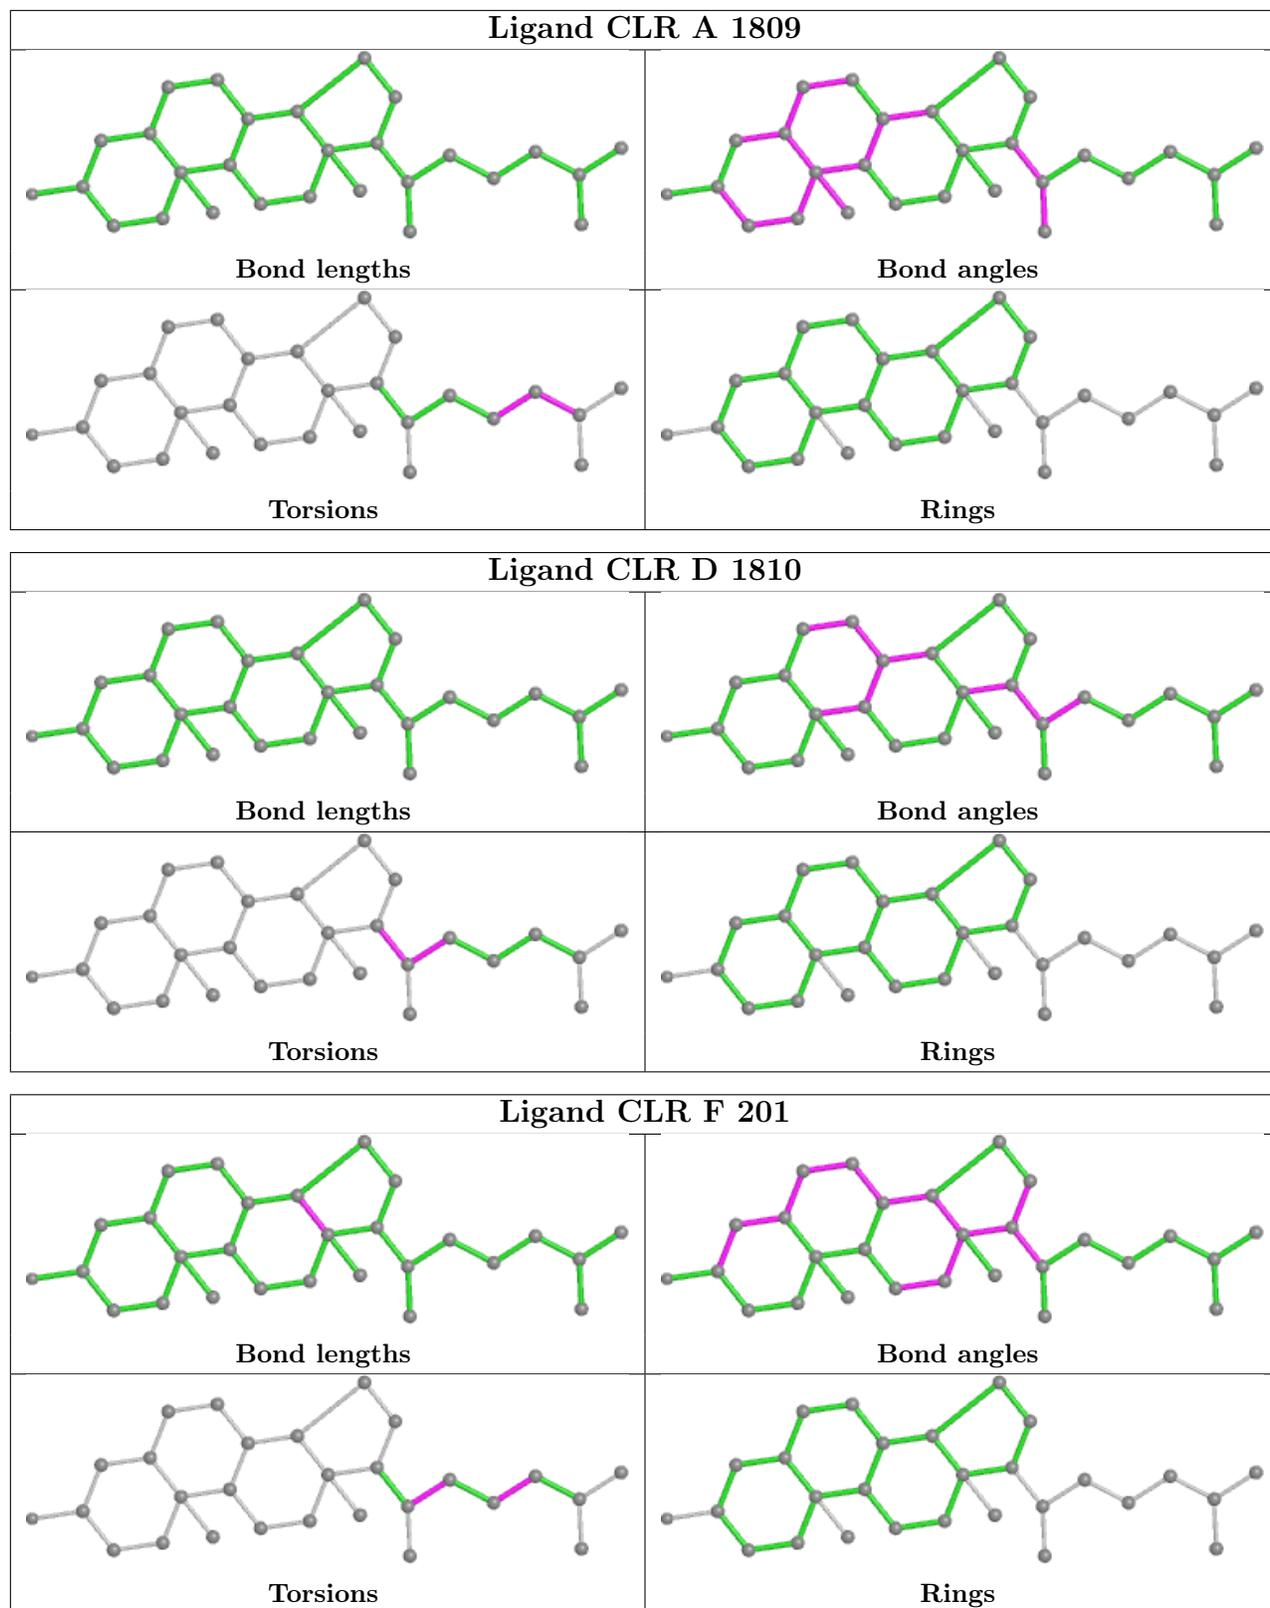 Ligand CLR A 1809
Bond lengths
Bond angles
Torsions
Rings
Ligand CLR D 1810
Bond lengths
Bond angles
Torsions
Rings
Ligand CLR F 201
Bond lengths
Bond angles
Torsions
Rings